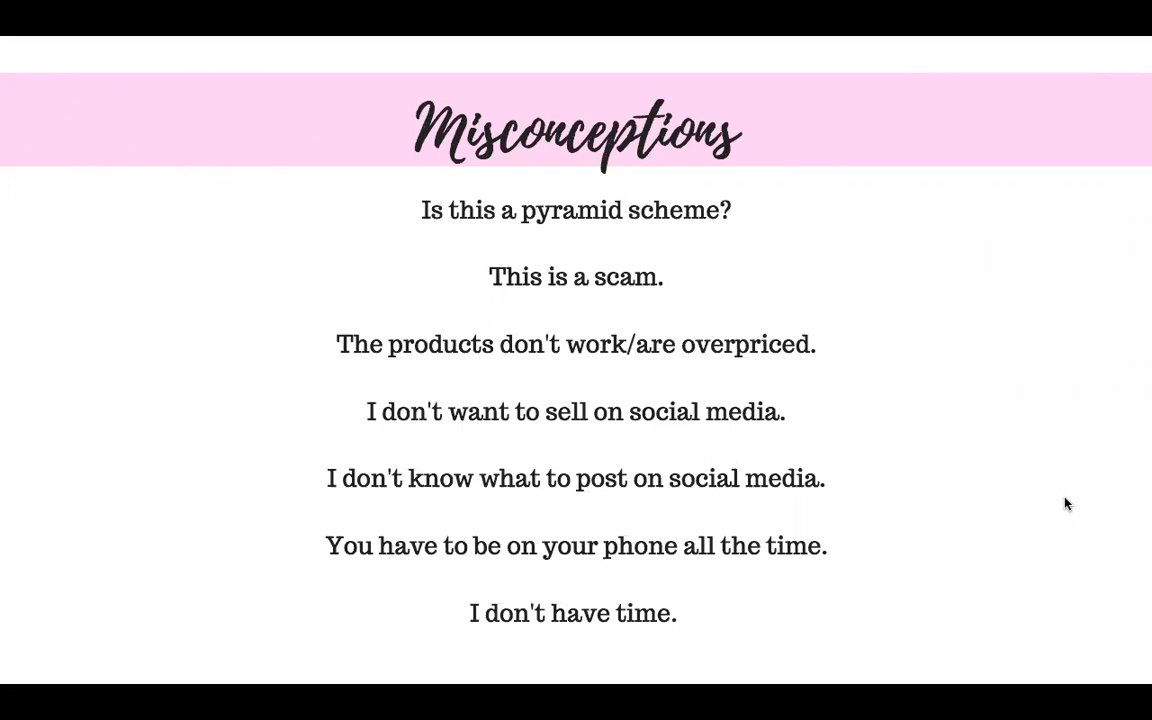 Misconceptions
Is this a pyramid scheme?
This is a scam.
The products don't work/are overpriced.
I don't want to sell on social media.
I don't know what to post on social media.
You have to be on your phone all the time.
I don't have time.